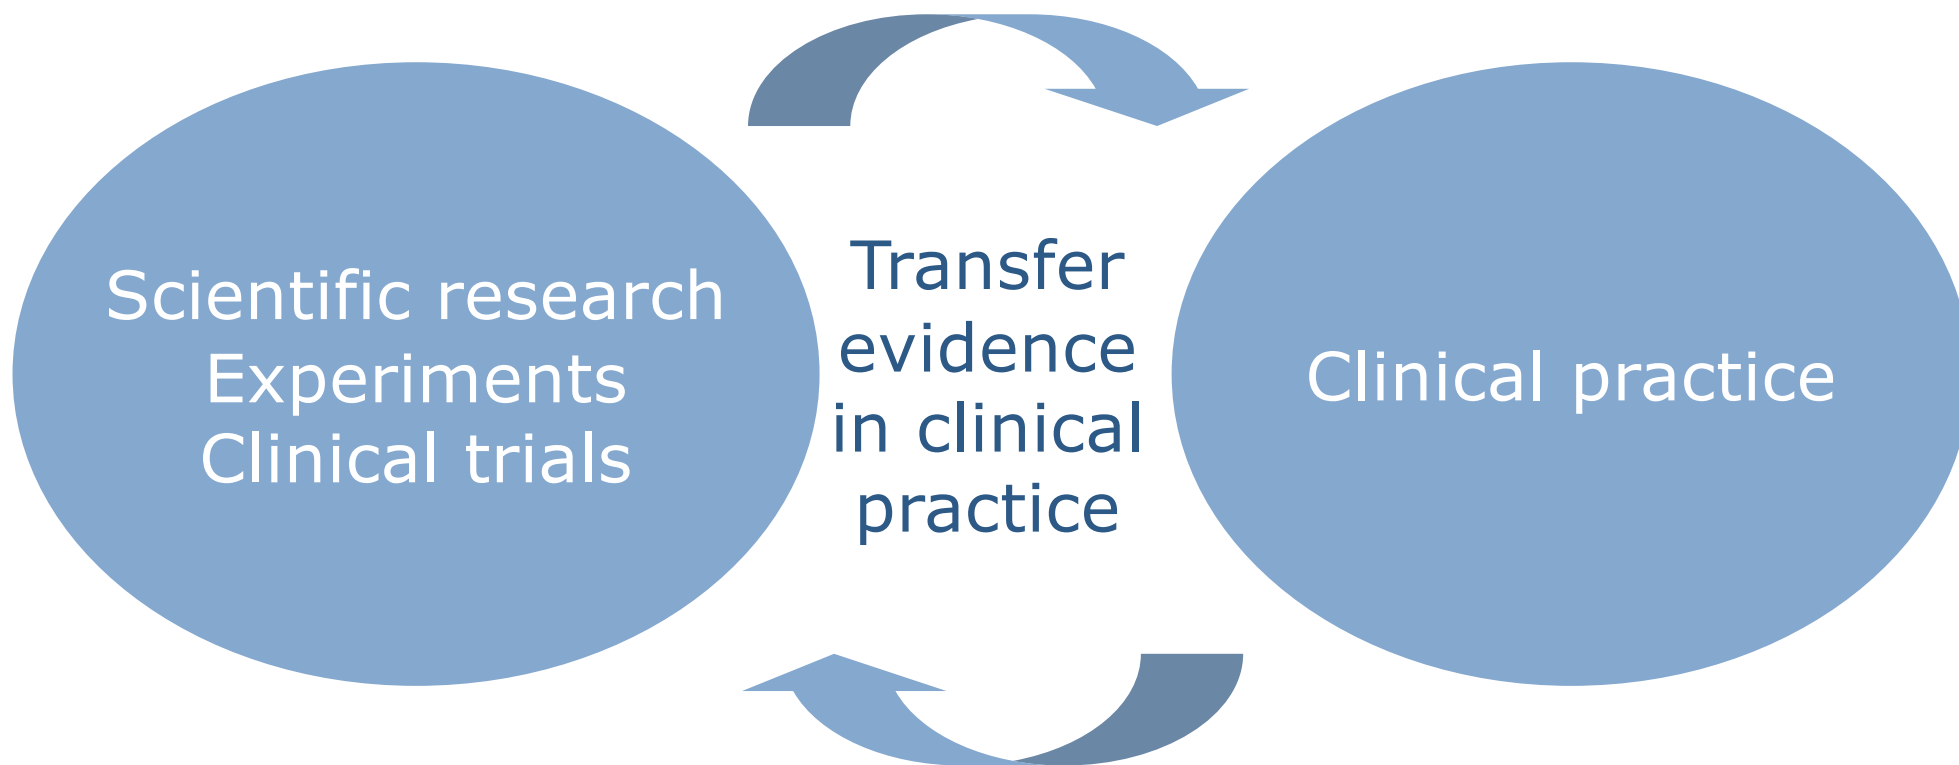 Scientific research
Experiments
Clinical trials
Transfer
evidence
in clinical
practice
Clinical practice